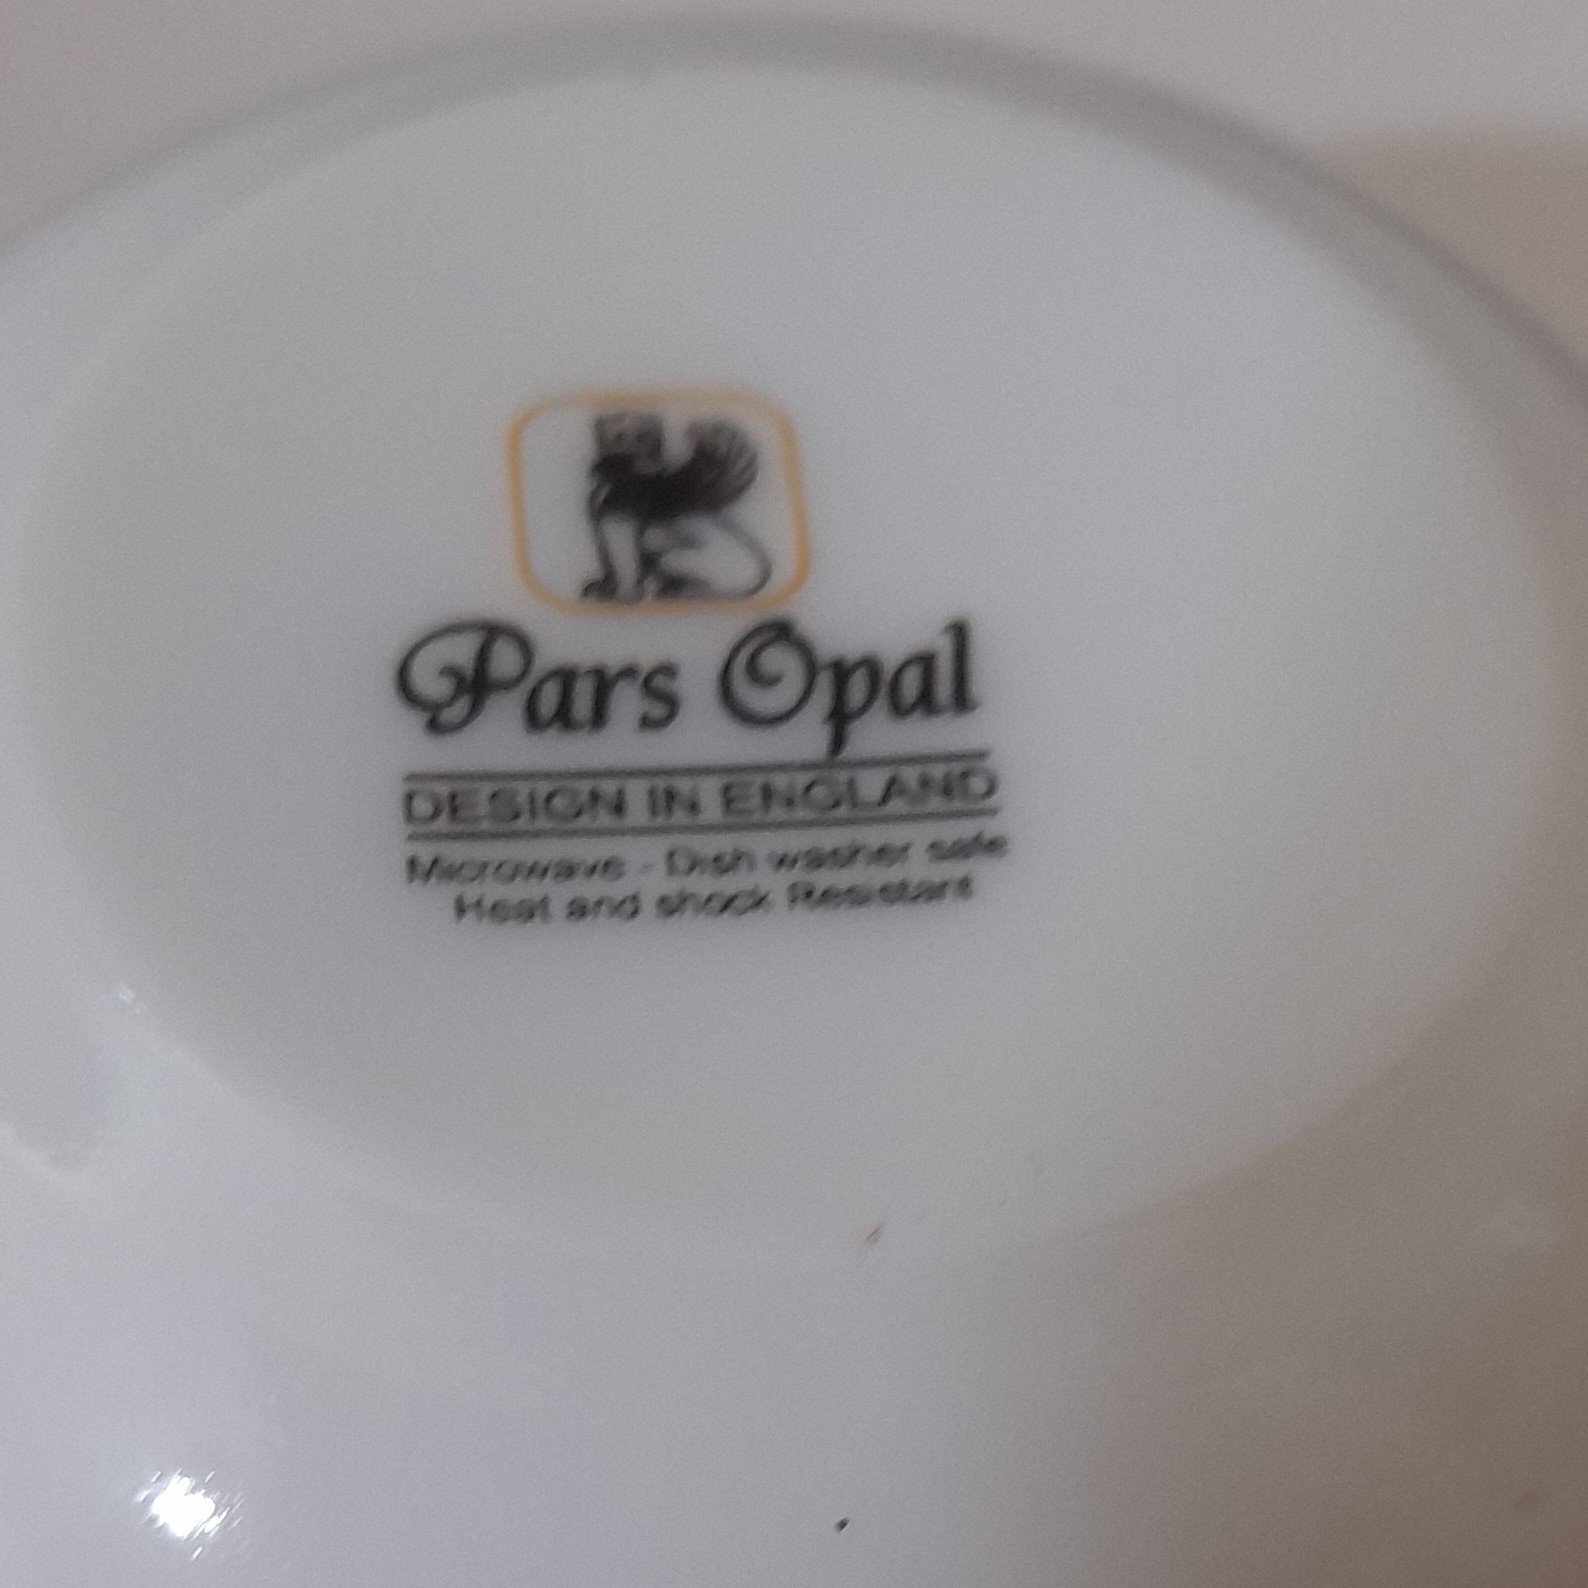 Pars Opal
DESIGN IN ENGLAND
Microwave - Dish washer safe
Heat and shock Resistant